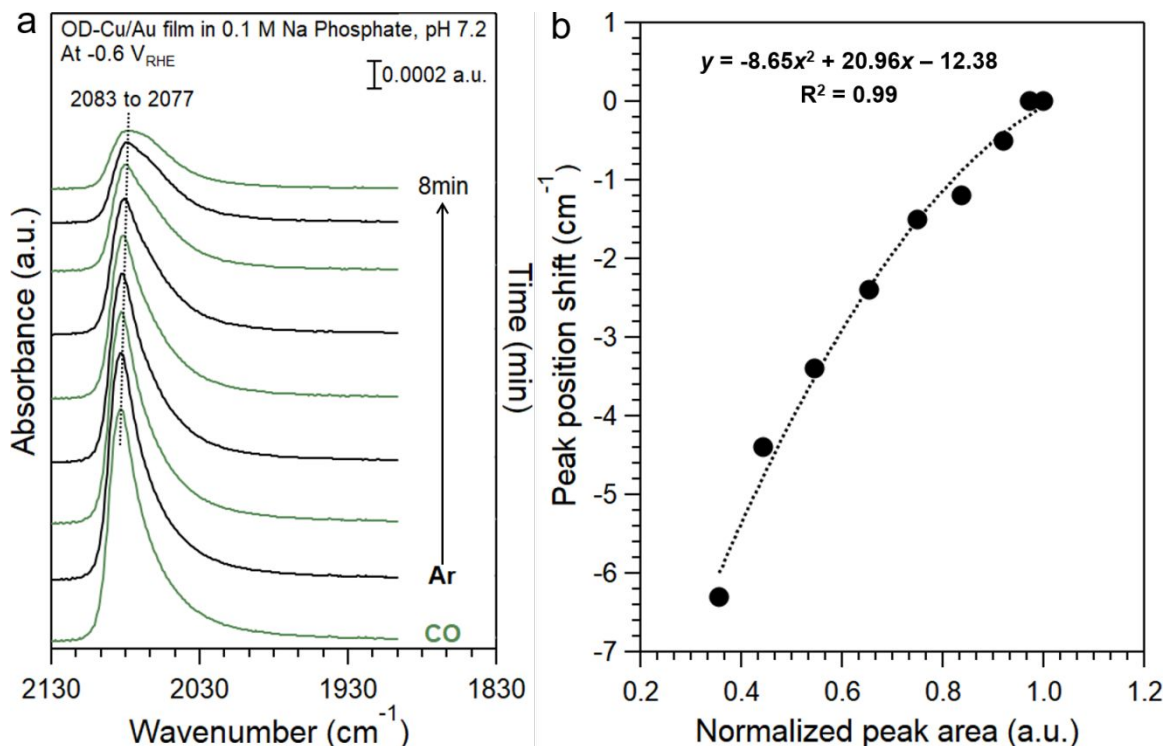 a
OD-Cu/Au film in 0.1 M Na Phosphate, pH 7.2
At -0.6 V_RHE
0.0002 a.u.
2083 to 2077
8min
Ar
CO
Absorbance (a.u.)
Time (min)
2130 2030 1930 1830
Wavenumber (cm⁻¹)
b
y = -8.65x² + 20.96x – 12.38
R² = 0.99
1
0
-1
-2
-3
-4
-5
-6
-7
Peak position shift (cm⁻¹)
0.2 0.4 0.6 0.8 1.0 1.2
Normalized peak area (a.u.)